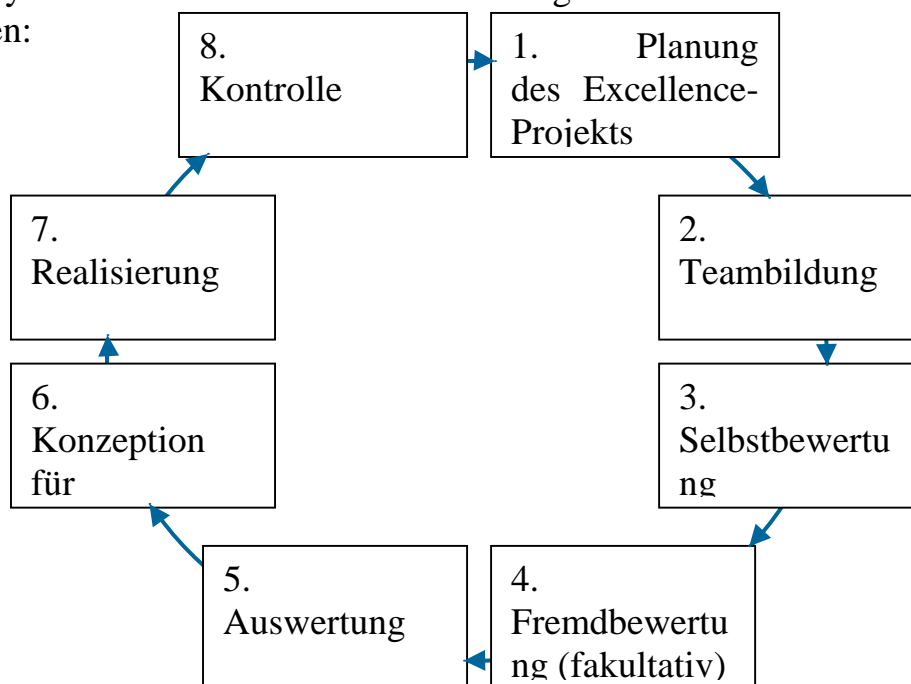 en:
8.
Kontrolle
1. Planung
des Excellence-
Projekts
7.
Realisierung
2.
Teambildung
6.
Konzeption
für
3.
Selbstbewertu
ng
5.
Auswertung
4.
Fremdbewertu
ng (fakultativ)